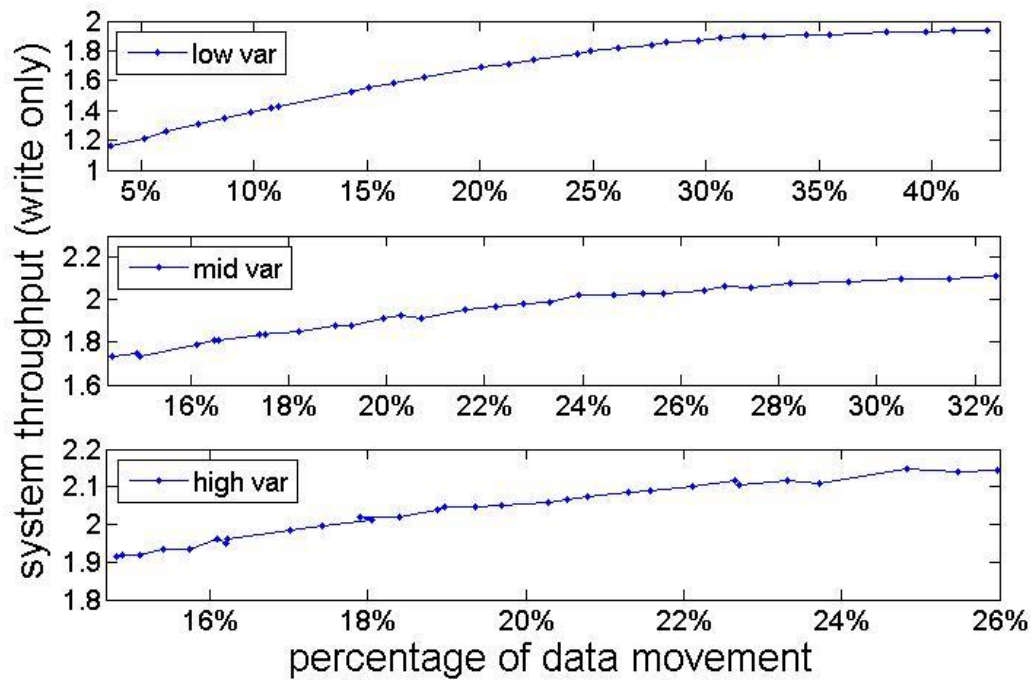 system throughput (write only)
2
1.8
1.6
1.4
1.2
1
low var
5% 10% 15% 20% 25% 30% 35% 40%
2.2
2
1.8
1.6
mid var
16% 18% 20% 22% 24% 26% 28% 30% 32%
2.2
2.1
2
1.9
1.8
high var
16% 18% 20% 22% 24% 26%
percentage of data movement